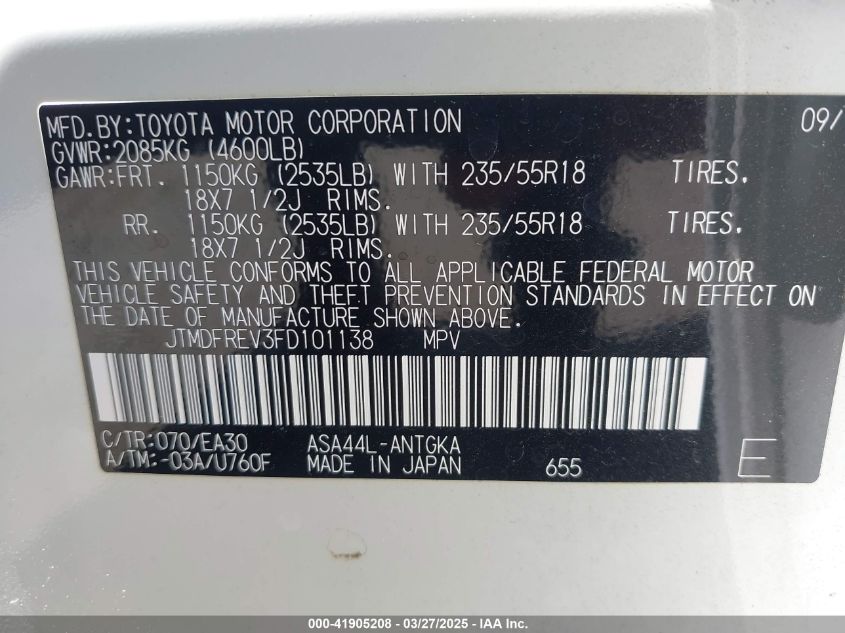 MFD.BY:TOYOTA MOTOR CORPORATION 09/
GVWR:2085KG (4600LB)
GAWR:FRT. 1150KG (2535LB) WITH 235/55R18 TIRES.
18X7 1/2J RIMS.
RR. 1150KG (2535LB) WITH 235/55R18 TIRES.
18X7 1/2J RIMS.
THIS VEHICLE CONFORMS TO ALL APPLICABLE FEDERAL MOTOR
VEHICLE SAFETY AND THEFT PREVENTION STANDARDS IN EFFECT ON
THE DATE OF MANUFACTURE SHOWN ABOVE.
JTMDFREV3FD101138 MPV
C/TR:070/EA30 ASA44L-ANTGKA
A/TM:-03A/U760F MADE IN JAPAN 655 E
000-41905208 - 03/27/2025 - IAA, Inc.